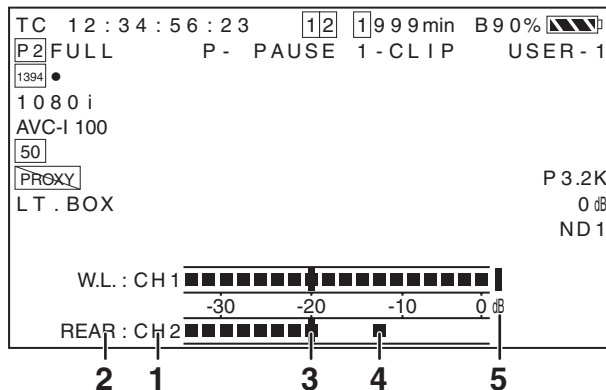 TC 12:34:56:23 12 1999min B90%
P2 FULL P- PAUSE 1-CLIP USER-1
1394 ●
1080i
AVC-I 100
50
PROXY
P3.2K
LT.BOX 0 dB
ND1
W.L.: CH1
-30 -20 -10 0 dB
REAR : CH2
2 1 3 4 5